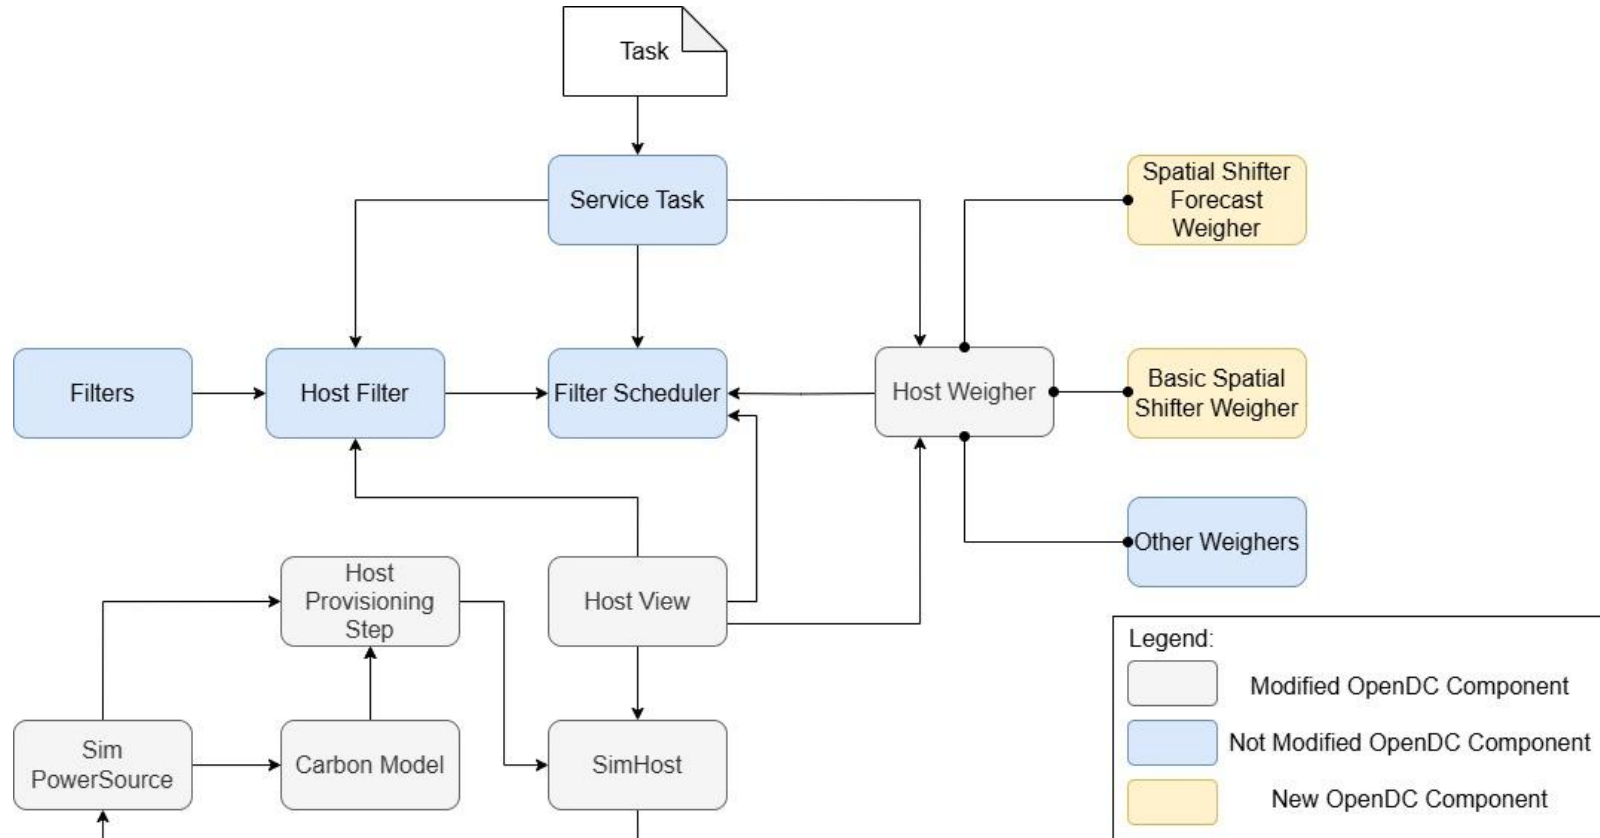 Task
Service Task
Spatial Shifter
Forecast
Weigher
Filters
Host Filter
Filter Scheduler
Host Weigher
Basic Spatial
Shifter Weigher
Other Weighers
Host
Provisioning
Step
Host View
Sim
PowerSource
Carbon Model
SimHost
Legend:
Modified OpenDC Component
Not Modified OpenDC Component
New OpenDC Component